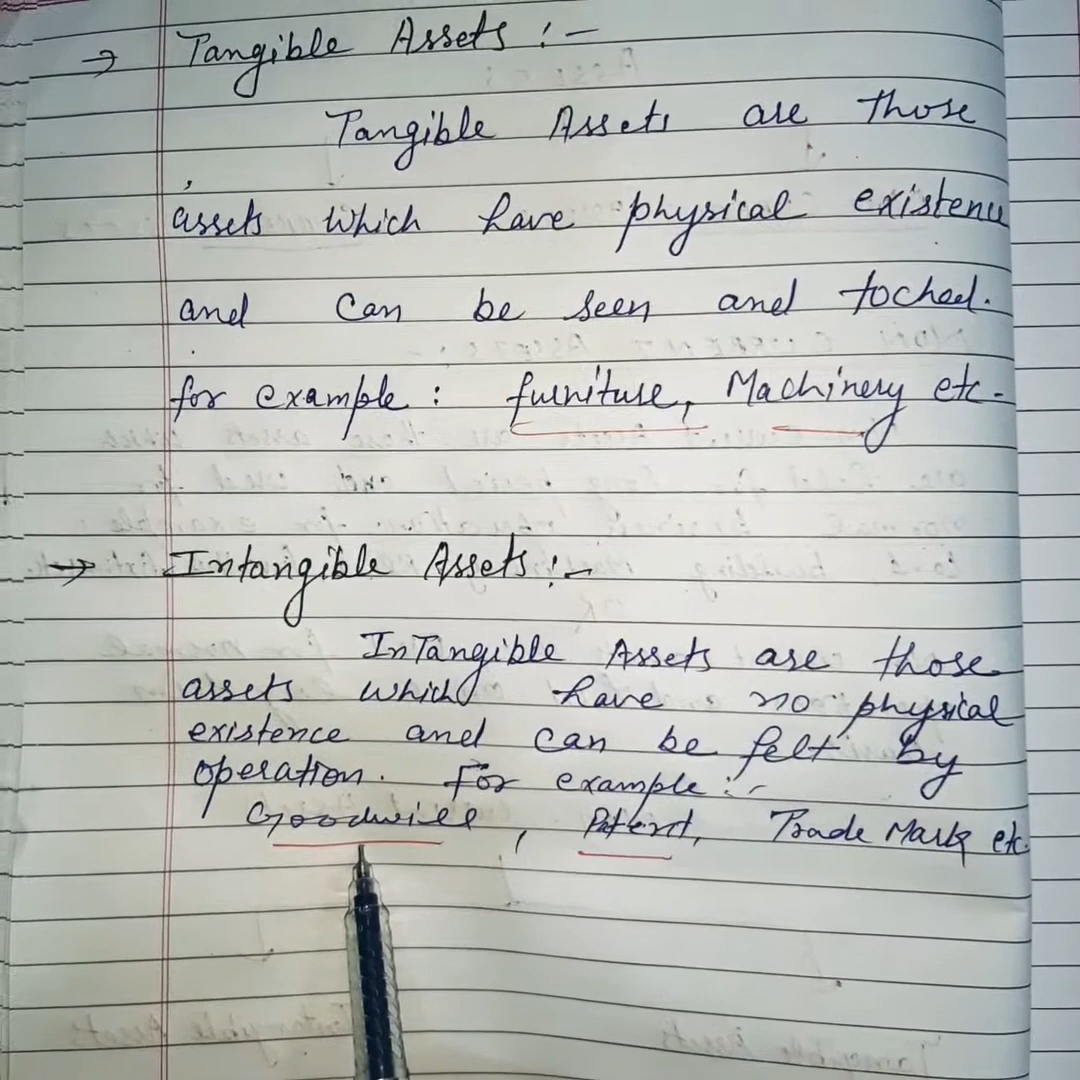 → Tangible Assets :-
Tangible Assets are those
assets which have physical existence
and can be seen and toched.
for example : furniture, Machinery etc-
→ Intangible Assets :-
InTangible Assets are those
assets which have no physical
existence and can be felt by
operation. For example :-
Goodwill, Patent, Trade Mark etc.